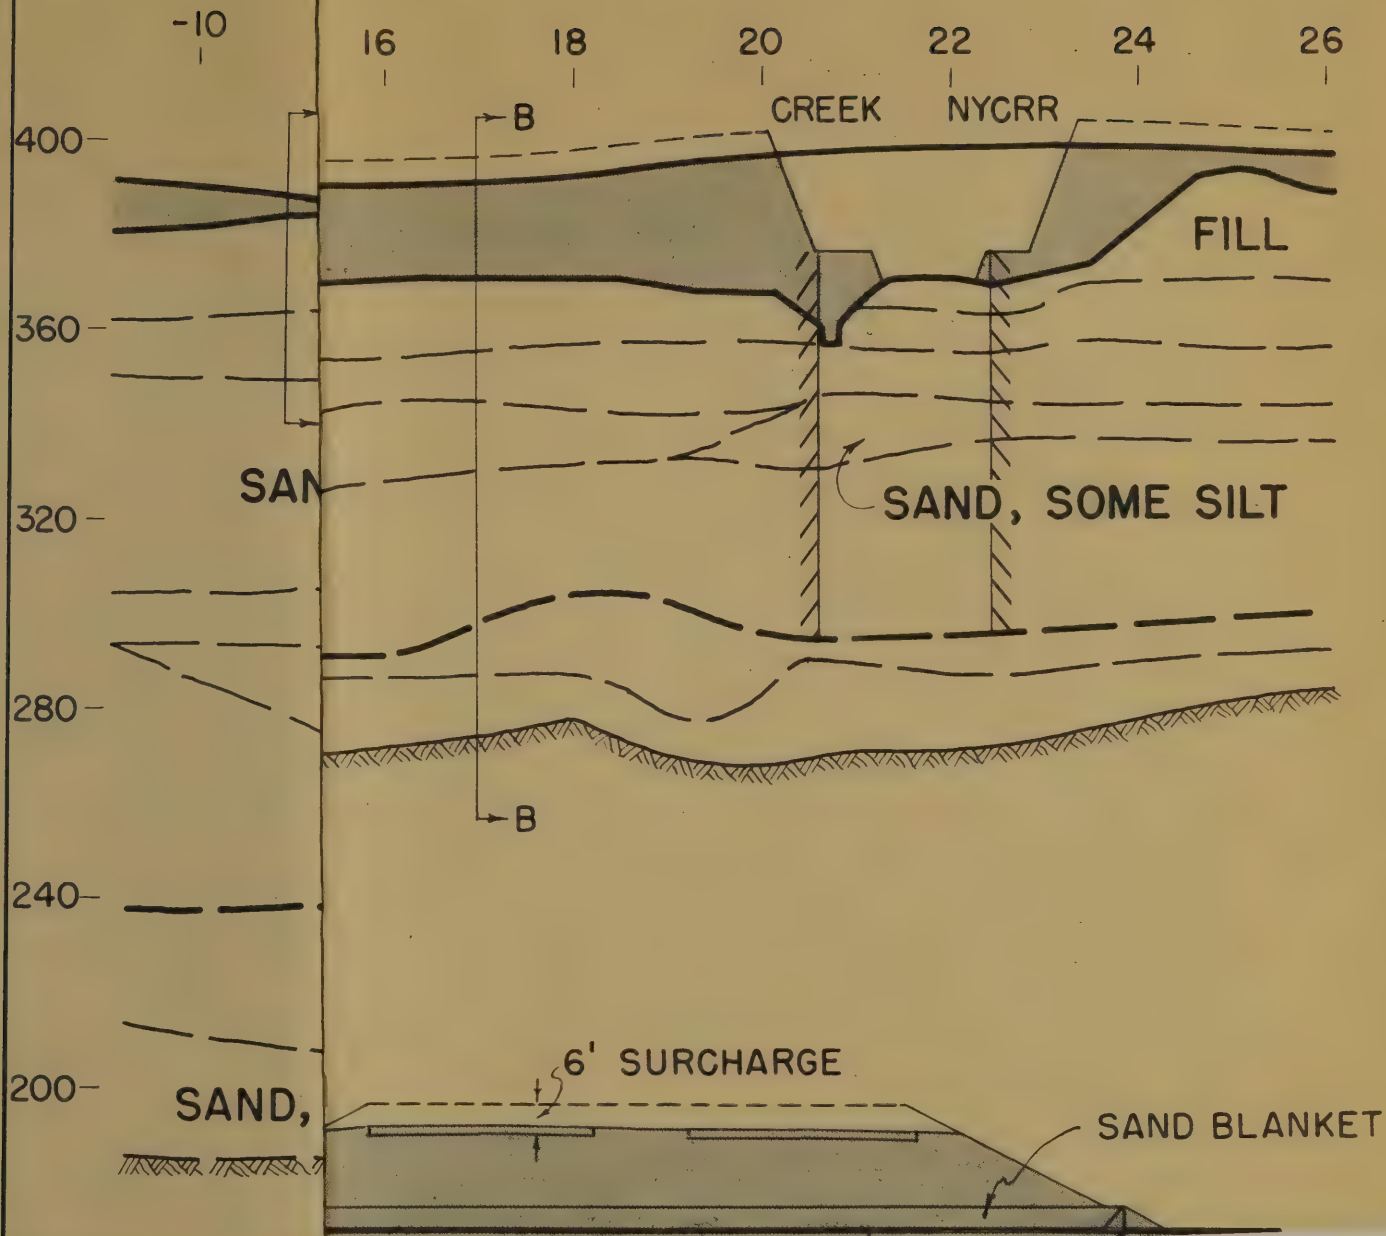 -10
16 18 20 22 24 26
CREEK NYCRR
B
400
FILL
360
SAN
SAND, SOME SILT
320
280
B
240
6' SURCHARGE
200
SAND,
SAND BLANKET